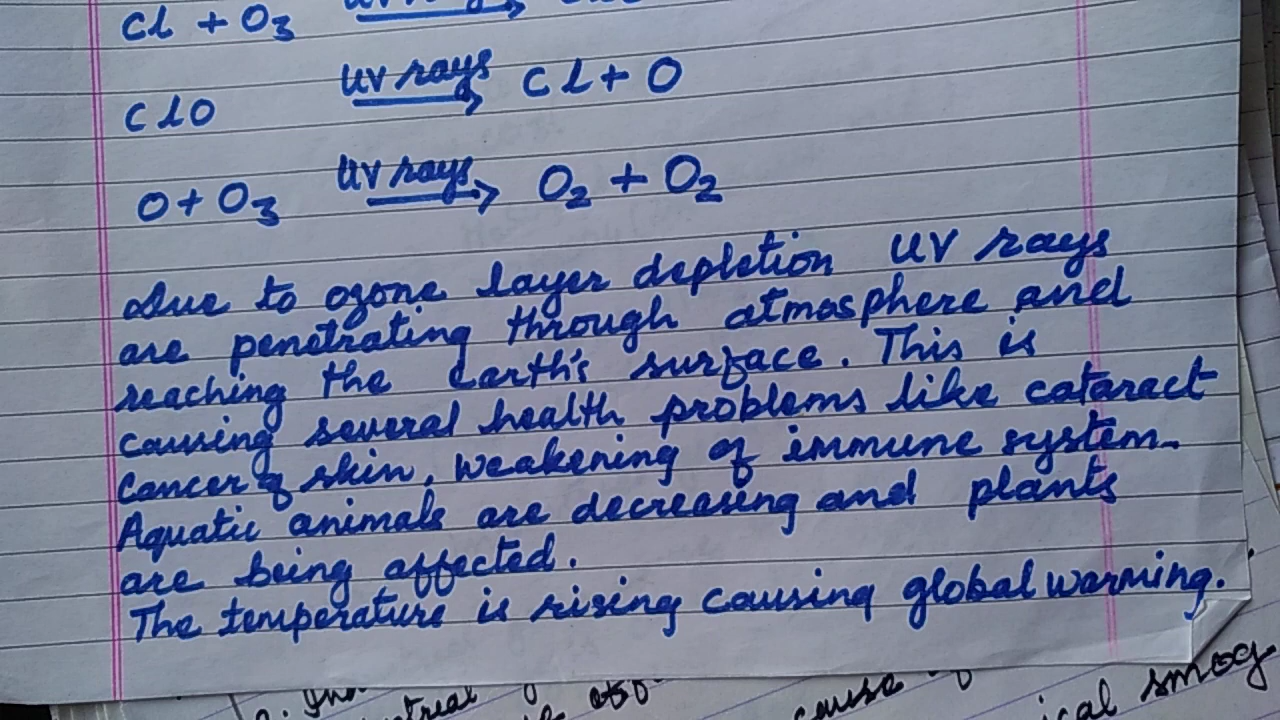 Cl + O3
ClO UV rays → Cl + O
O + O3 UV rays → O2 + O2
Due to ozone layer depletion UV rays
are penetrating through atmosphere and
reaching the Earth's surface. This is
causing several health problems like cataract
Cancer of skin, weakening of immune system.
Aquatic animals are decreasing and plants
are being affected.
The temperature is rising causing global warming.
cause
smog